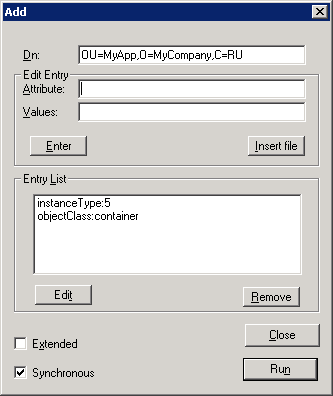 Add
Dn: OU=MyApp,O=MyCompany,C=RU
Edit Entry
Attribute:
Values:
Enter Insert file
Entry List
instanceType:5
objectClass:container
Edit Remove
Close
Extended
Run
Synchronous